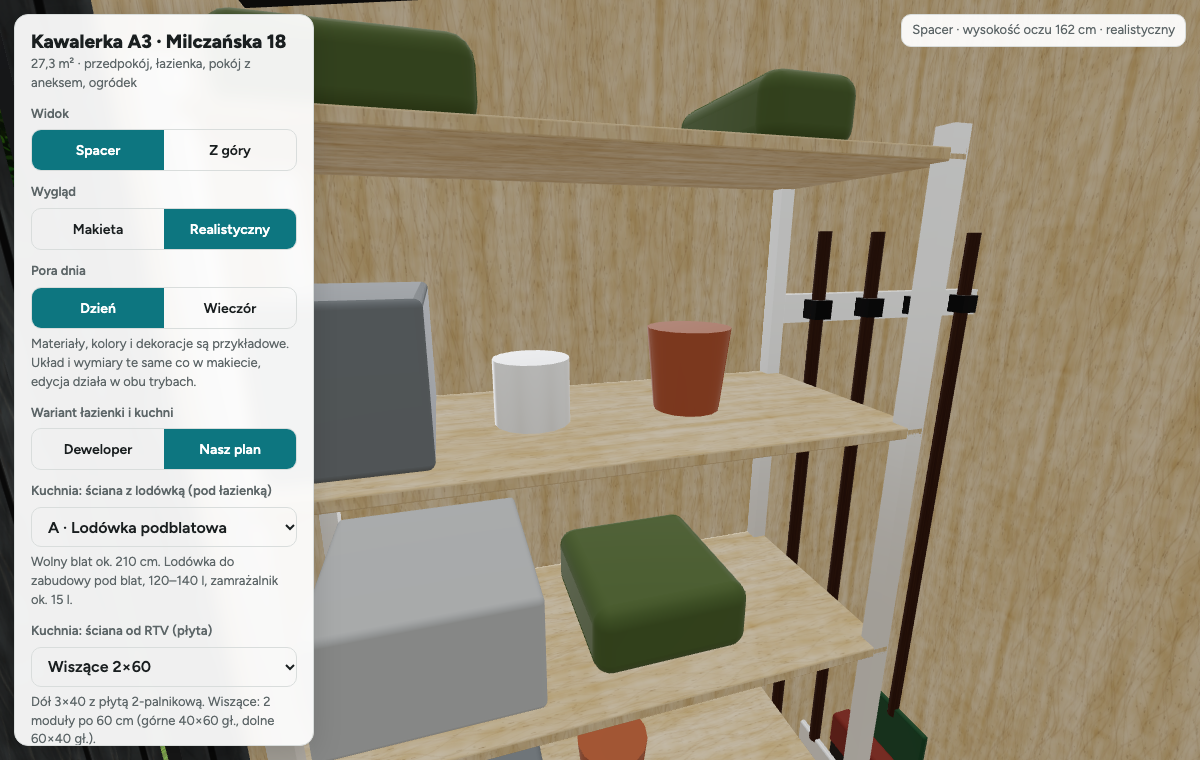 Kawalerka A3 · Milczańska 18
27,3 m² · przedpokój, łazienka, pokój z
aneksem, ogródek
Widok
Spacer
Z góry
Wygląd
Makieta
Realistyczny
Pora dnia
Dzień
Wieczór
Materiały, kolory i dekoracje są przykładowe.
Układ i wymiary te same co w makiecie,
edycja działa w obu trybach.
Wariant łazienki i kuchni
Deweloper
Nasz plan
Kuchnia: ściana z lodówką (pod łazienką)
A · Lodówka podblatowa
Wolny blat ok. 210 cm. Lodówka do
zabudowy pod blat, 120–140 l, zamrażalnik
ok. 15 l.
Kuchnia: ściana od RTV (płyta)
Wiszące 2×60
Dół 3×40 z płytą 2-palnikową. Wiszące: 2
moduły po 60 cm (górne 40×60 gł., dolne
60×40 gł.).
Spacer · wysokość oczu 162 cm · realistyczny